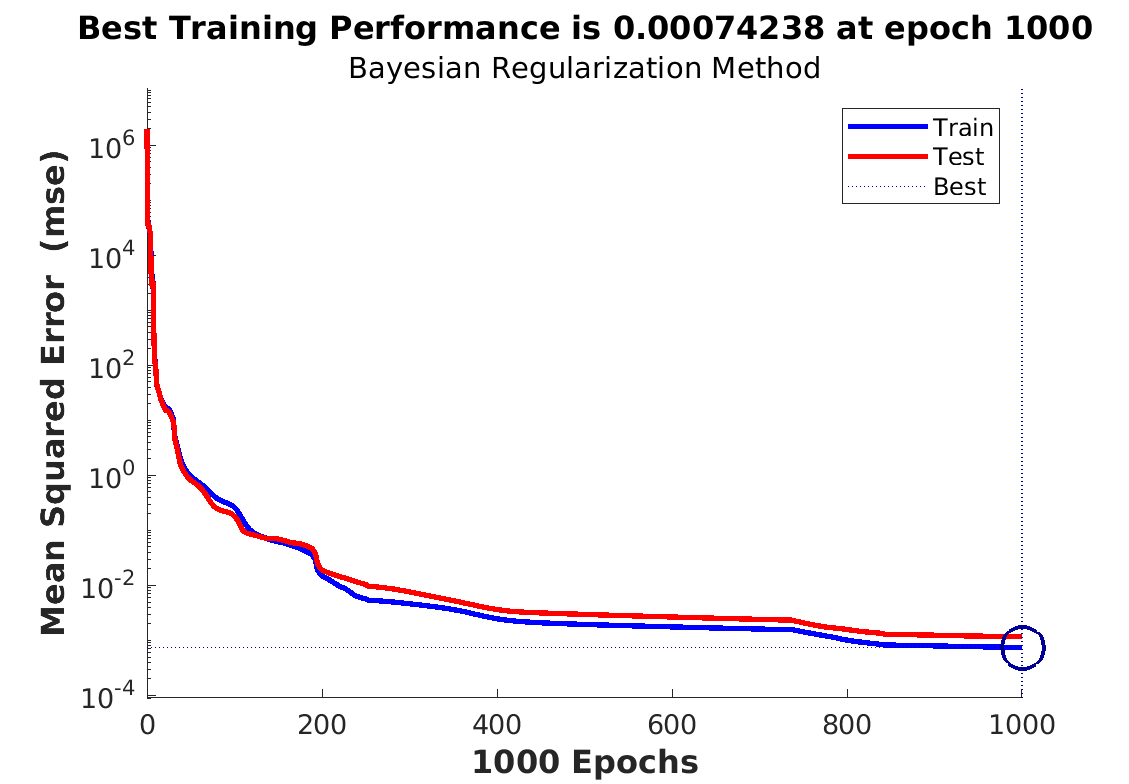 Best Training Performance is 0.00074238 at epoch 1000
Bayesian Regularization Method
Train
Test
Best
Mean Squared Error (mse)
10^6
10^4
10^2
10^0
10^-2
10^-4
0 200 400 600 800 1000
1000 Epochs